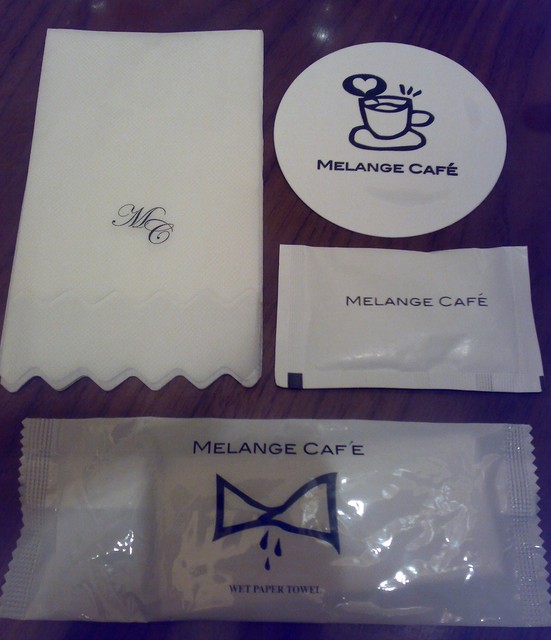 MC
MELANGE CAFÉ
MELANGE CAFÉ
MELANGE CAF'E
WET PAPER TOWEL